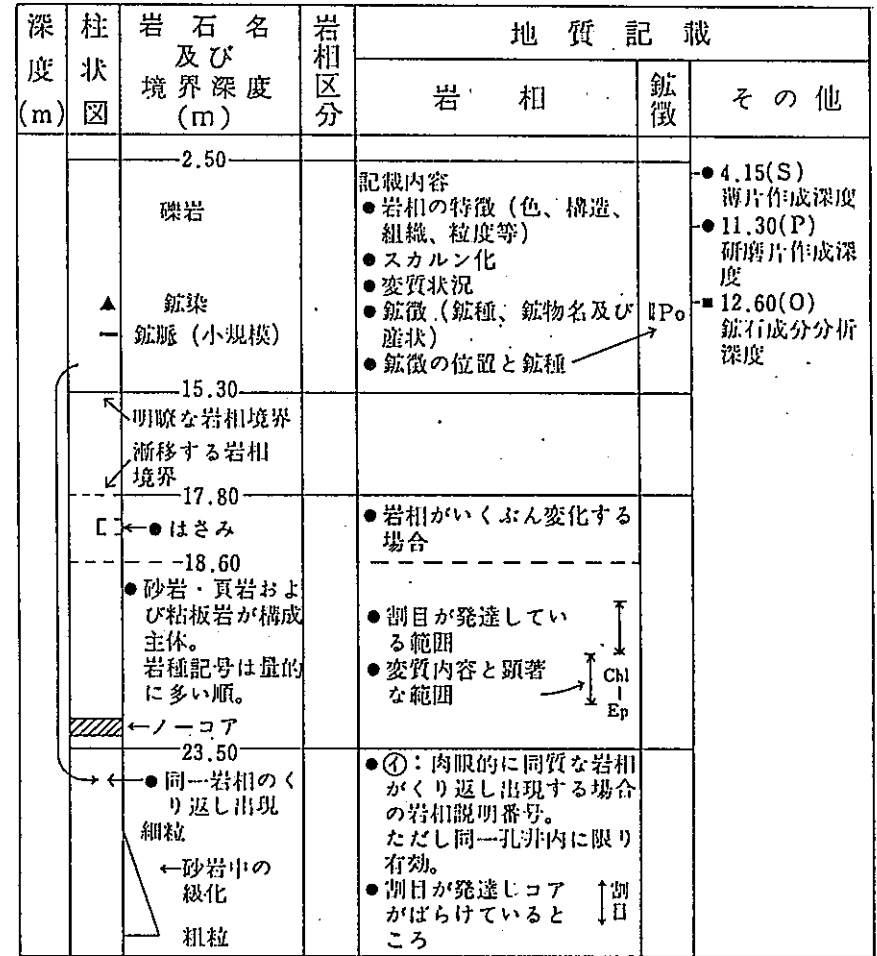 深度(m)
柱状図
岩石名
及び
境界深度
(m)
岩相区分
地質記載
岩相
鉱徴
その他
2.50
礫岩
▲ 鉱染
━ 鉱脈(小規模)
15.30
明瞭な岩相境界
漸移する岩相
境界
17.80
[ ]←●はさみ
18.60
●砂岩・頁岩およ
び粘板岩が構成
主体。
岩種記号は量的
に多い順。
←ノーコア
23.50
→←●同一岩相のく
り返し出現
細粒
←砂岩中の
級化
粗粒
記載内容
●岩相の特徴(色、構造、
組織、粒度等)
●スカルン化
●変質状況
●鉱徴(鉱種、鉱物名及び
産状)
●鉱徴の位置と鉱種
Po
●岩相がいくぶん変化する
場合
●割目が発達してい
る範囲
●変質内容と顕著
な範囲
Chl
|
Ep
●㋑:肉眼的に同質な岩相
がくり返し出現する場合
の岩相説明番号。
ただし同一孔井内に限り
有効。
●割目が発達しコア
がばらけていると
ころ
割目
●4.15(S)
薄片作成深度
●11.30(P)
研磨片作成深
度
■12.60(O)
鉱石成分分析
深度